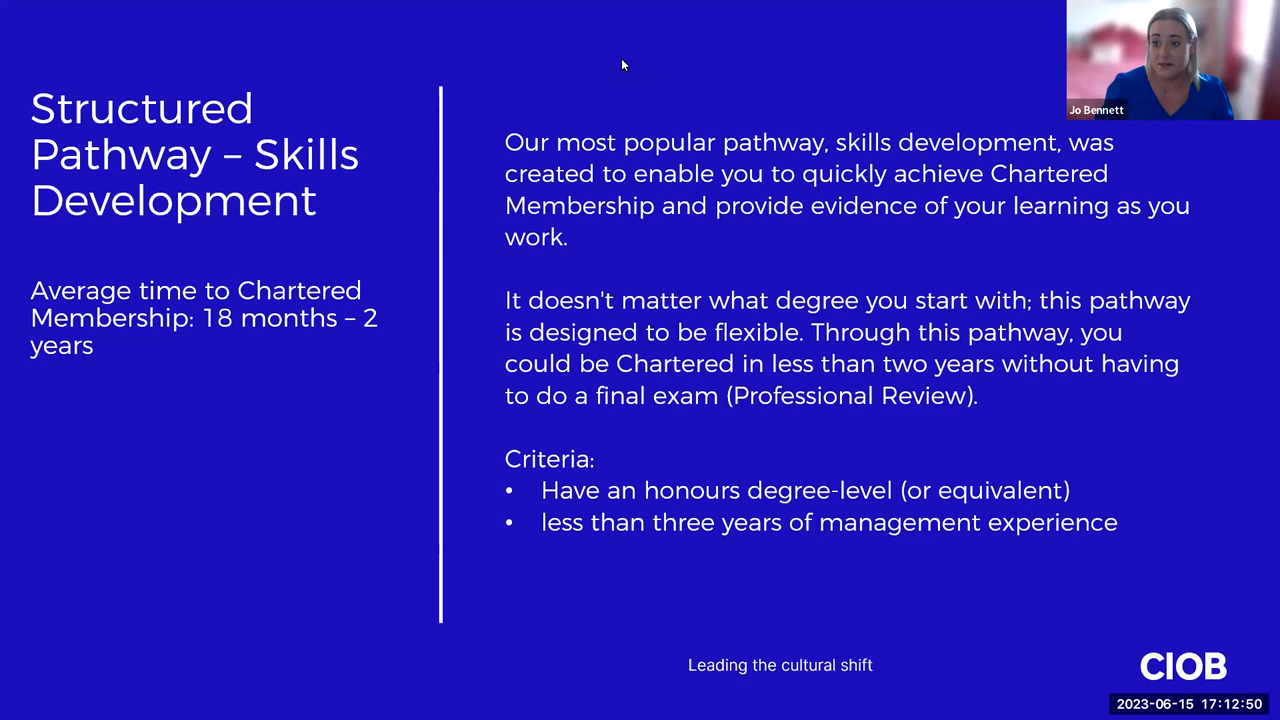 Structured
Pathway – Skills
Development
Average time to Chartered
Membership: 18 months – 2
years
Jo Bennett
Our most popular pathway, skills development, was
created to enable you to quickly achieve Chartered
Membership and provide evidence of your learning as you
work.
It doesn't matter what degree you start with; this pathway
is designed to be flexible. Through this pathway, you
could be Chartered in less than two years without having
to do a final exam (Professional Review).
Criteria:
• Have an honours degree-level (or equivalent)
• less than three years of management experience
Leading the cultural shift
CIOB
2023-06-15 17:12:50